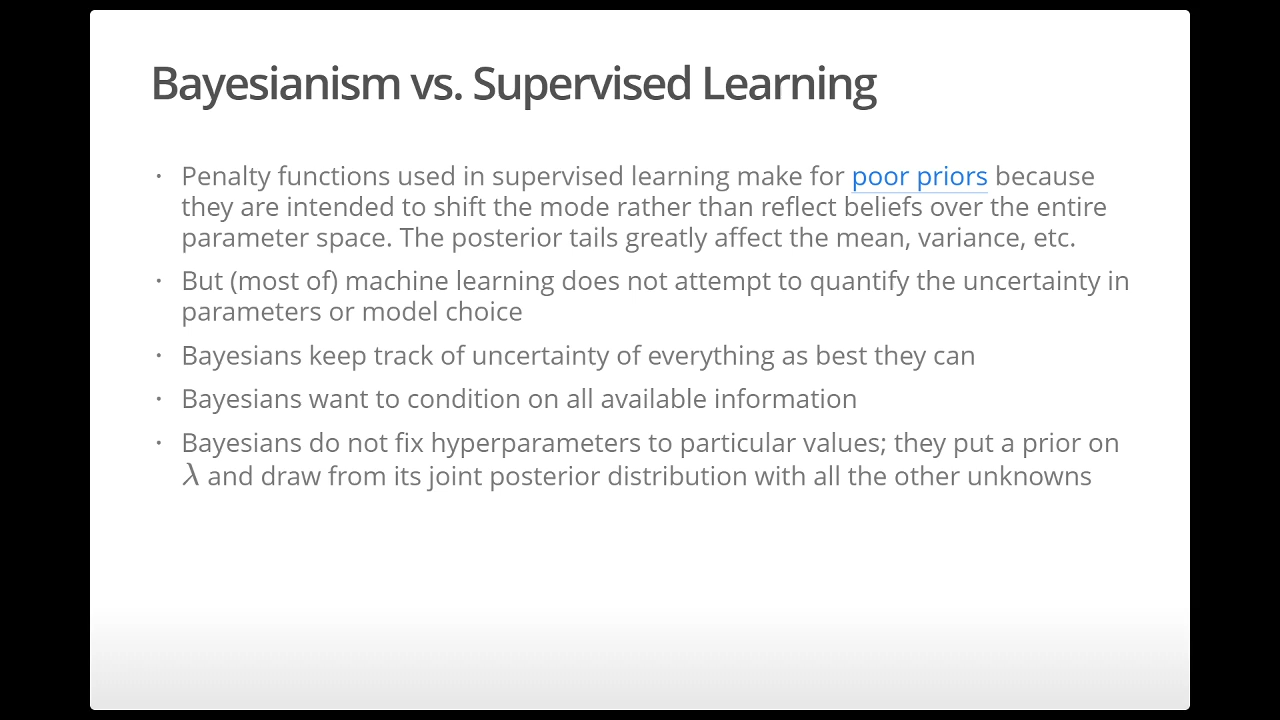 Bayesianism vs. Supervised Learning
· Penalty functions used in supervised learning make for poor priors because
they are intended to shift the mode rather than reflect beliefs over the entire
parameter space. The posterior tails greatly affect the mean, variance, etc.
· But (most of) machine learning does not attempt to quantify the uncertainty in
parameters or model choice
· Bayesians keep track of uncertainty of everything as best they can
· Bayesians want to condition on all available information
· Bayesians do not fix hyperparameters to particular values; they put a prior on
λ and draw from its joint posterior distribution with all the other unknowns